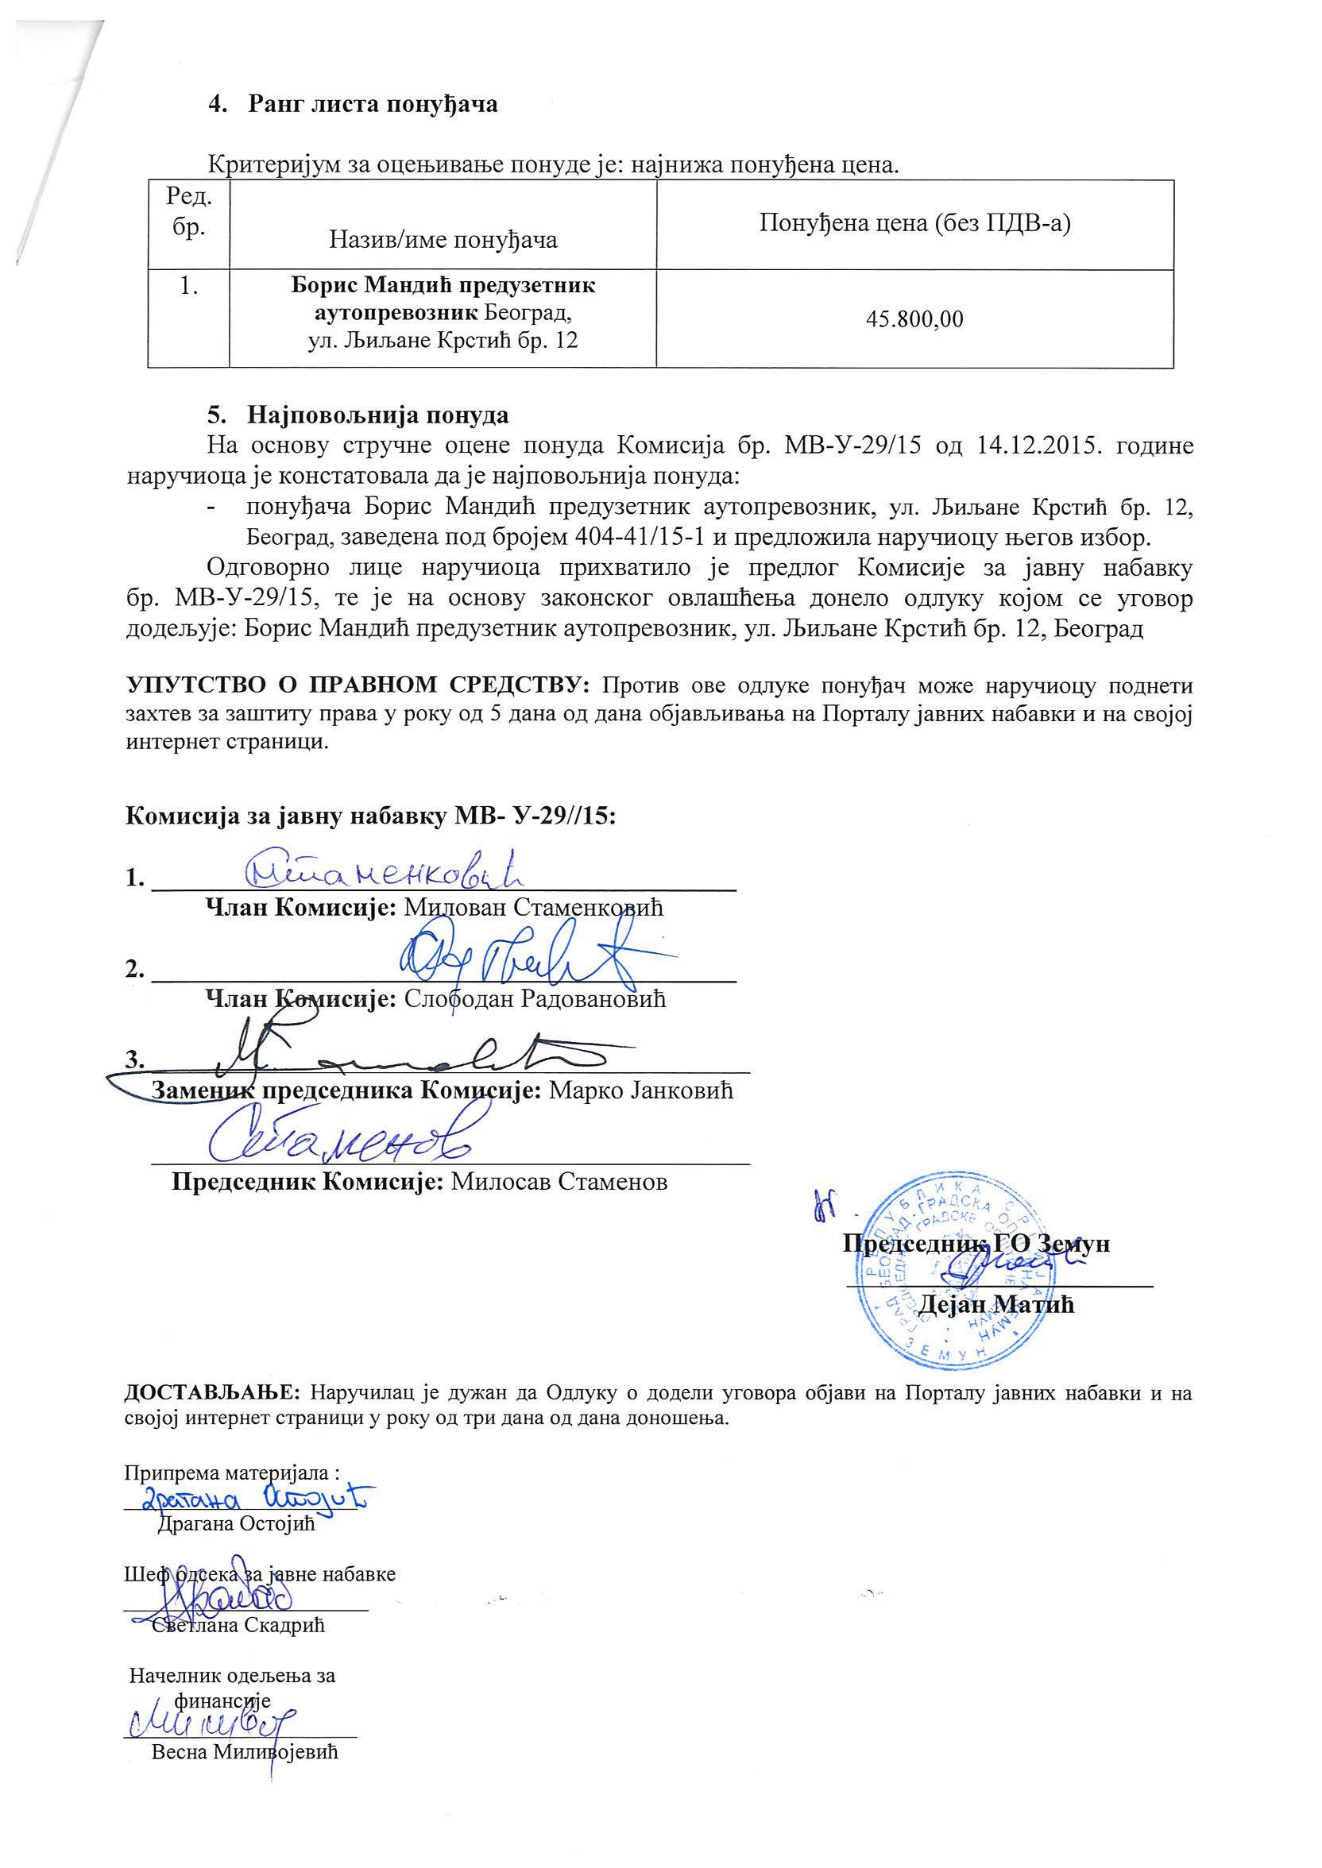 4. Ранг листа понуђача
Критеријум за оцењивање понуде је: најнижа понуђена цена.
Ред. бр.
Назив/име понуђача
Понуђена цена (без ПДВ-а)
1.
Борис Мандић предузетник
аутопревозник Београд,
ул. Љиљане Крстић бр. 12
45.800,00
5. Најповољнија понуда
На основу стручне оцене понуда Комисија бр. МВ-У-29/15 од 14.12.2015. године
наручиоца је констатовала да је најповољнија понуда:
- понуђача Борис Мандић предузетник аутопревозник, ул. Љиљане Крстић бр. 12,
Београд, заведена под бројем 404-41/15-1 и предложила наручиоцу његов избор.
Одговорно лице наручиоца прихватило је предлог Комисије за јавну набавку
бр. МВ-У-29/15, те је на основу законског овлашћења донело одлуку којом се уговор
додељује: Борис Мандић предузетник аутопревозник, ул. Љиљане Крстић бр. 12, Београд
УПУТСТВО О ПРАВНОМ СРЕДСТВУ: Против ове одлуке понуђач може наручиоцу поднети
захтев за заштиту права у року од 5 дана од дана објављивања на Порталу јавних набавки и на својој
интернет страници.
Комисија за јавну набавку МВ- У-29//15:
1.
Члан Комисије: Милован Стаменковић
2.
Члан Комисије: Слободан Радовановић
3.
Заменик председника Комисије: Марко Јанковић
Стаменов
Председник Комисије: Милосав Стаменов
РЕПУБЛИКА СРБИЈА
ГРАД БЕОГРАД-ГРАДСКА ОПШТИНА ЗЕМУН
ЗЕМУН
Председник ГО Земун
Дејан Матић
ДОСТАВЉАЊЕ: Наручилац је дужан да Одлуку о додели уговора објави на Порталу јавних набавки и на
својој интернет страници у року од три дана од дана доношења.
Припрема материјала :
Драгана Остојић
Драгана Остојић
Шеф одсека за јавне набавке
Светлана Скадрић
Начелник одељења за
финансије
Весна Миливојевић